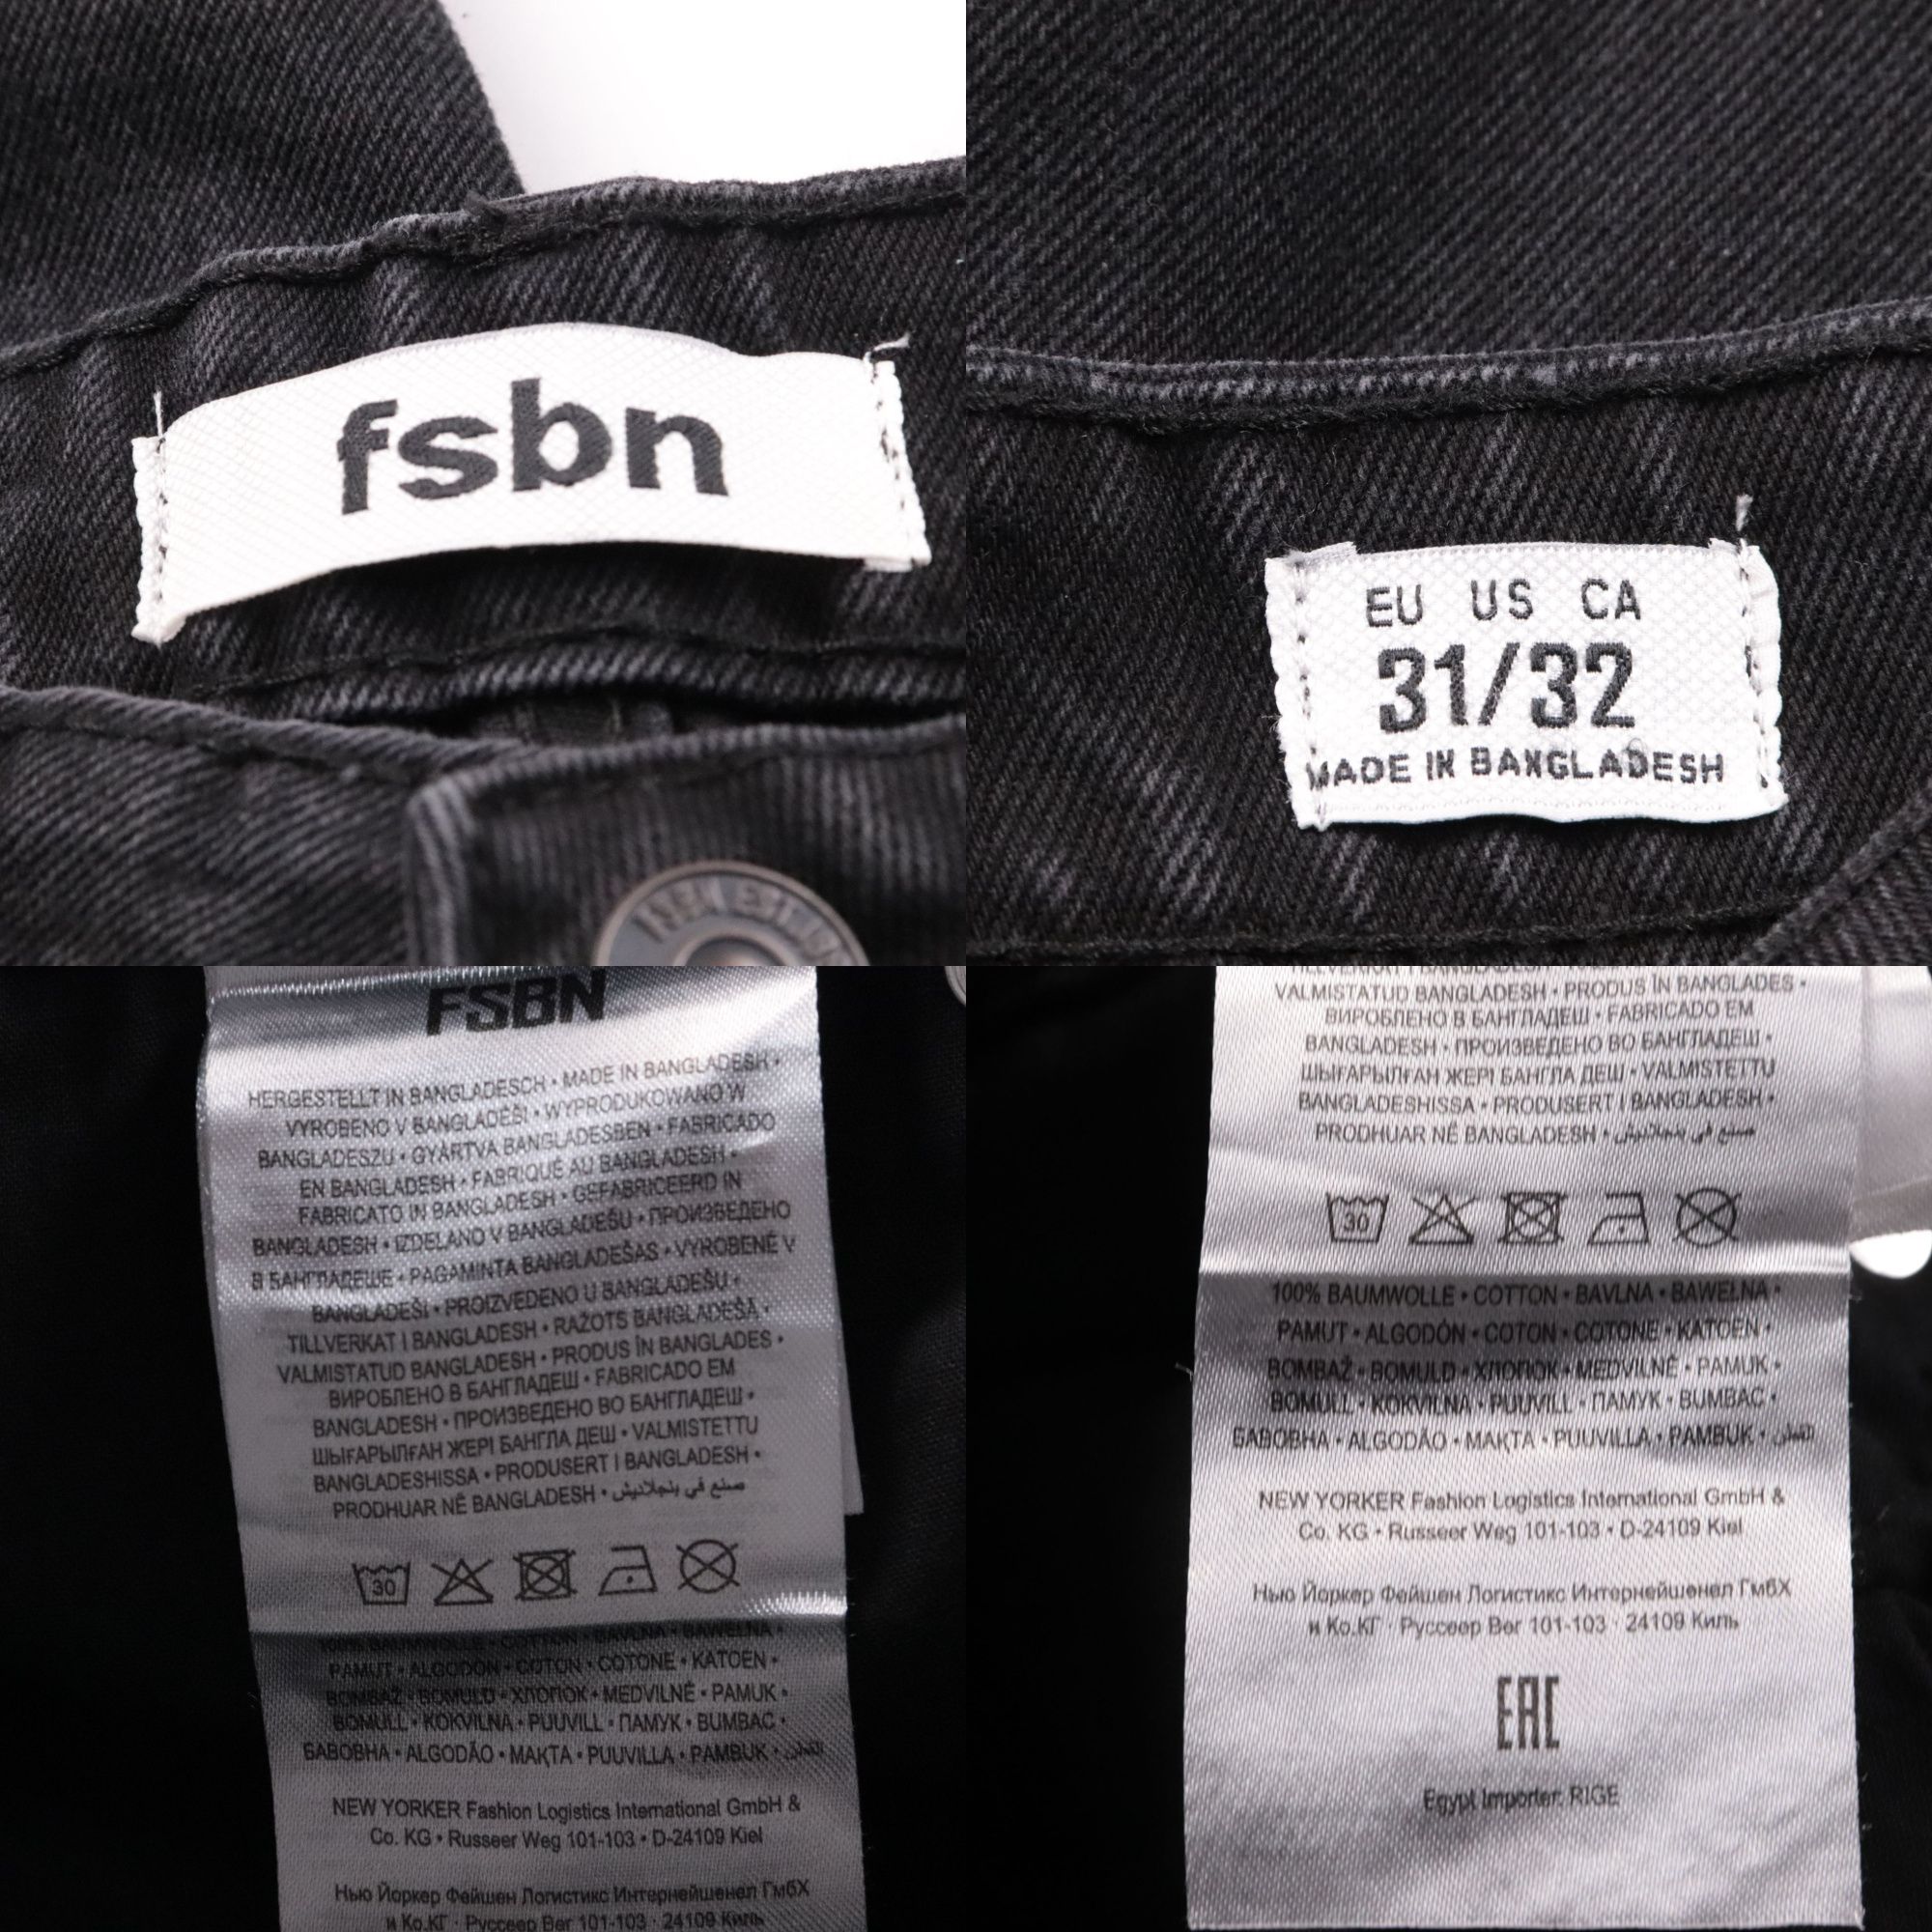 fsbn
EU US CA
31/32
MADE IN BANGLADESH
FSBN
HERGESTELLT IN BANGLADESCH • MADE IN BANGLADESH •
VYROBENO V BANGLADÉŠI • WYPRODUKOWANO W
BANGLADESZU • GYÁRTVA BANGLADESBEN • FABRICADO
EN BANGLADESH • FABRIQUÉ AU BANGLADESH •
FABRICATO IN BANGLADESH • GEFABRICEERD IN
BANGLADESH • IZDELANO V BANGLADEŠU • ПРОИЗВЕДЕНО
В БАНГЛАДЕШЕ • PAGAMINTA BANGLADEŠAS • VYROBENÉ V
BANGLADÉŠI • PROIZVEDENO U BANGLADEŠU •
TILLVERKAT I BANGLADESH • RAŽOTS BANGLADEŠĀ •
VALMISTATUD BANGLADESH • PRODUS ÎN BANGLADES •
ВИРОБЛЕНО В БАНГЛАДЕШ • FABRICADO EM
BANGLADESH • ПРОИЗВЕДЕНО ВО БАНГЛАДЕШ •
ШЫҒАРЫЛҒАН ЖЕРІ БАНГЛА ДЕШ • VALMISTETTU
BANGLADESHISSA • PRODUSERT I BANGLADESH •
PRODHUAR NË BANGLADESH • صنع في بنجلاديش
30
100% BAUMWOLLE • COTTON • BAVLNA • BAWEŁNA •
PAMUT • ALGODÓN • COTON • COTONE • KATOEN •
BOMBAŽ • BOMULD • ХЛОПОК • MEDVILNĖ • PAMUK •
BOMULL • KOKVILNA • PUUVILL • ПАМУК • BUMBAC •
БАВОВНА • ALGODÃO • МАҚТА • PUUVILLA • PAMBUK • القطن
NEW YORKER Fashion Logistics International GmbH &
Co. KG • Russeer Weg 101-103 • D-24109 Kiel
Нью Йоркер Фейшен Логистикс Интернейшенел ГмбХ
и Ко.КГ · Руссеер Вег 101-103 · 24109 Киль
VALMISTATUD BANGLADESH • PRODUS ÎN BANGLADES •
ВИРОБЛЕНО В БАНГЛАДЕШ • FABRICADO EM
BANGLADESH • ПРОИЗВЕДЕНО ВО БАНГЛАДЕШ •
ШЫҒАРЫЛҒАН ЖЕРІ БАНГЛА ДЕШ • VALMISTETTU
BANGLADESHISSA • PRODUSERT I BANGLADESH •
PRODHUAR NË BANGLADESH • صنع في بنجلاديش
30
100% BAUMWOLLE • COTTON • BAVLNA • BAWEŁNA •
PAMUT • ALGODÓN • COTON • COTONE • KATOEN •
BOMBAŽ • BOMULD • ХЛОПОК • MEDVILNĖ • PAMUK •
BOMULL • KOKVILNA • PUUVILL • ПАМУК • BUMBAC •
БАВОВНА • ALGODÃO • МАҚТА • PUUVILLA • PAMBUK • القطن
NEW YORKER Fashion Logistics International GmbH &
Co. KG • Russeer Weg 101-103 • D-24109 Kiel
Нью Йоркер Фейшен Логистикс Интернейшенел ГмбХ
и Ко.КГ · Руссеер Вег 101-103 · 24109 Киль
EAC
Egypt Importer: RIGE